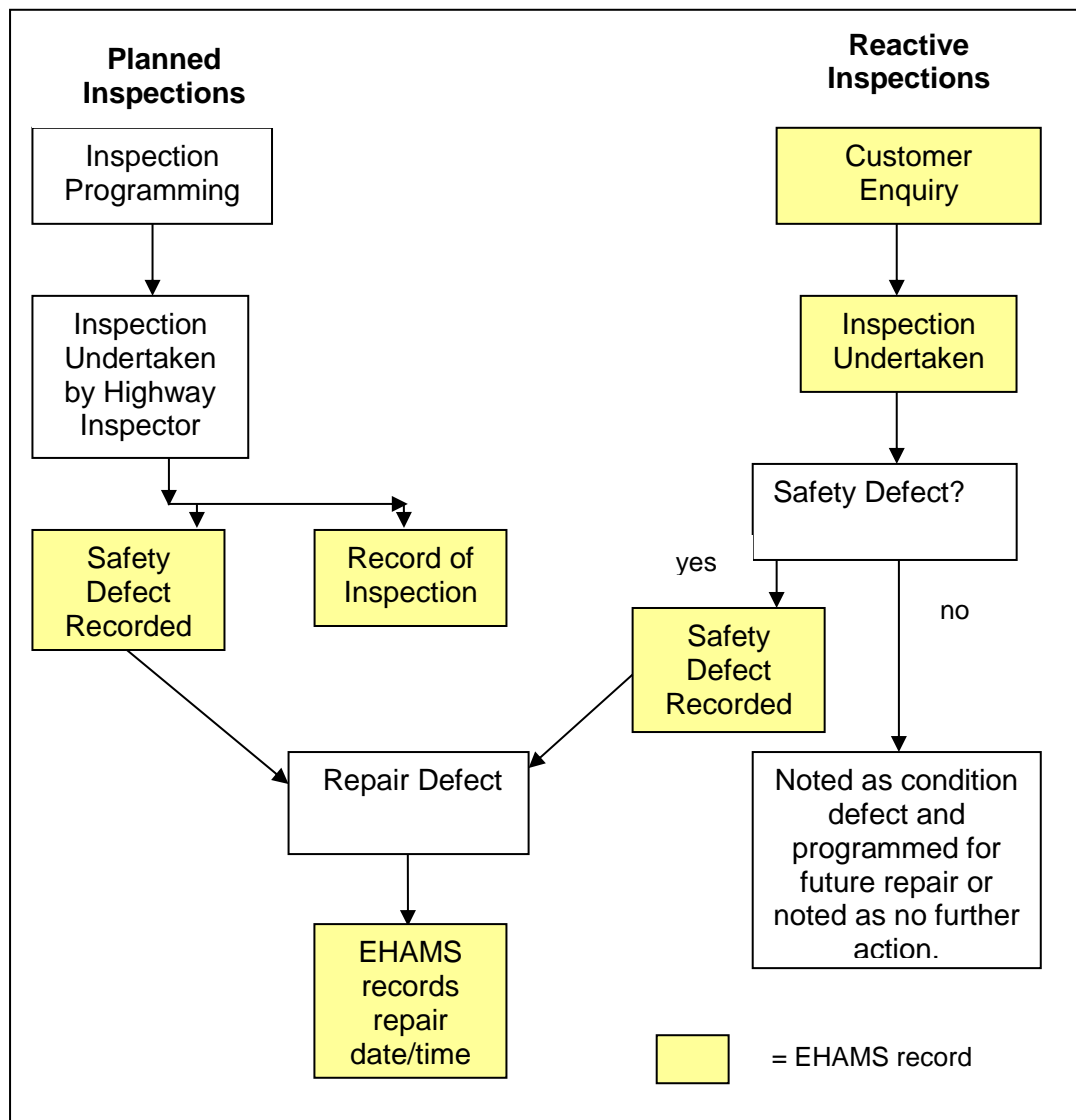 Planned
Inspections
Reactive
Inspections
Inspection
Programming
Customer
Enquiry
Inspection
Undertaken
by Highway
Inspector
Inspection
Undertaken
Safety Defect?
Safety
Defect
Recorded
Record of
Inspection
yes
no
Safety
Defect
Recorded
Repair Defect
Noted as condition
defect and
programmed for
future repair or
noted as no further
action.
EHAMS
records
repair
date/time
= EHAMS record